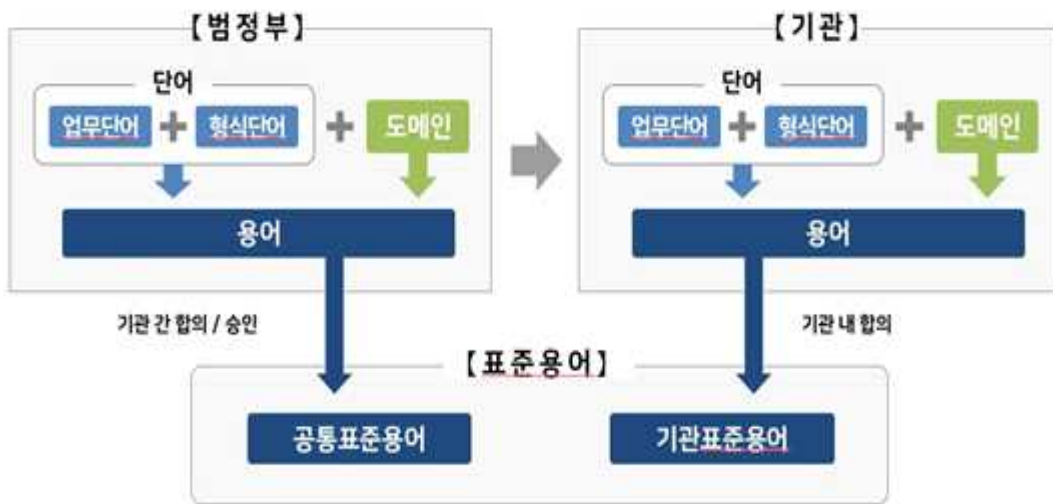 【범정부】
단어
업무단어 + 형식단어 + 도메인
용어
기관 간 합의 / 승인
【기관】
단어
업무단어 + 형식단어 + 도메인
용어
기관 내 합의
【표준용어】
공통표준용어
기관표준용어